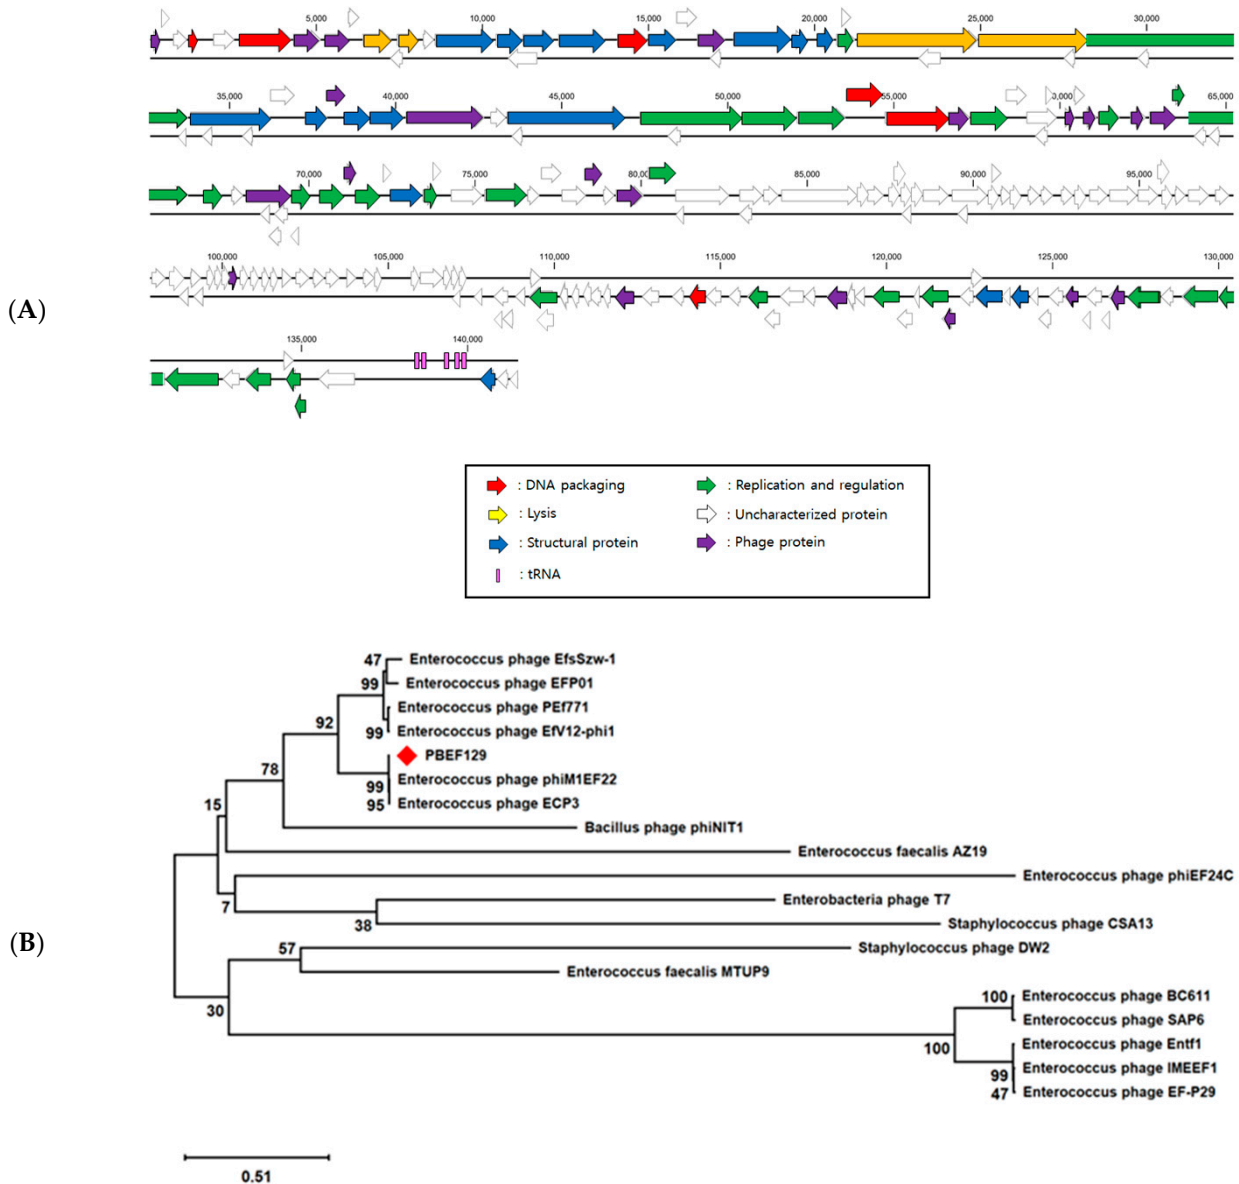 5,000 10,000 15,000 20,000 25,000 30,000
35,000 40,000 45,000 50,000 55,000 65,000
70,000 75,000 85,000 90,000 95,000
100,000 105,000 110,000 115,000 120,000 125,000 130,000
(A)
135,000 140,000
: DNA packaging : Replication and regulation
: Lysis : Uncharacterized protein
: Structural protein : Phage protein
: tRNA
47 Enterococcus phage EfsSzw-1
99 Enterococcus phage EFP01
Enterococcus phage PEf771
92
99 Enterococcus phage EfV12-phi1
PBEF129
78
99 Enterococcus phage phiM1EF22
15 95 Enterococcus phage ECP3
Bacillus phage phiNIT1
Enterococcus faecalis AZ19
Enterococcus phage phiEF24C
7 Enterobacteria phage T7
38 Staphylococcus phage CSA13
(B)
57 Staphylococcus phage DW2
Enterococcus faecalis MTUP9
30 100 Enterococcus phage BC611
Enterococcus phage SAP6
100 Enterococcus phage Entf1
99 Enterococcus phage IMEEF1
47 Enterococcus phage EF-P29
0.51